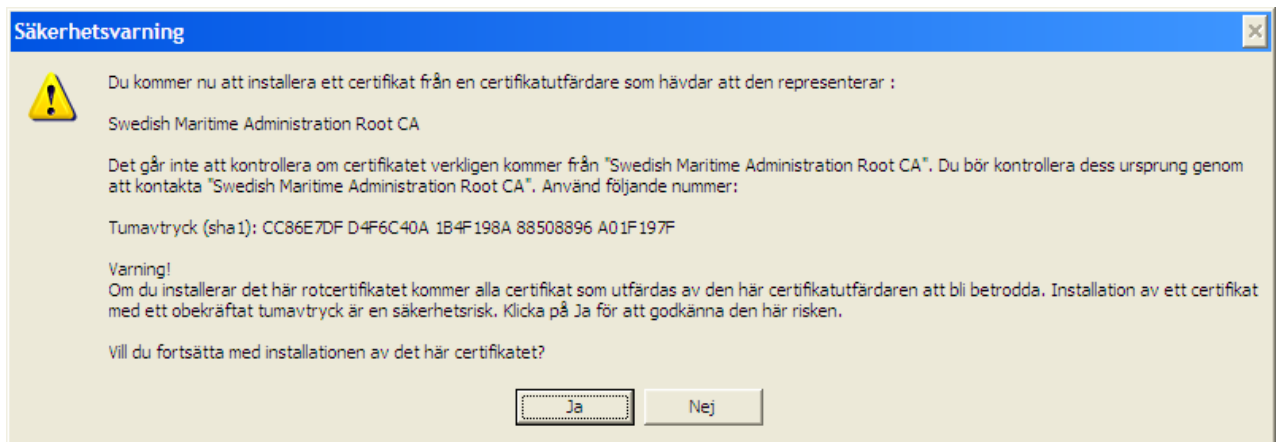 Säkerhetsvarning
Du kommer nu att installera ett certifikat från en certifikatutfärdare som hävdar att den representerar :
Swedish Maritime Administration Root CA
Det går inte att kontrollera om certifikatet verkligen kommer från "Swedish Maritime Administration Root CA". Du bör kontrollera dess ursprung genom
att kontakta "Swedish Maritime Administration Root CA". Använd följande nummer:
Tumavtryck (sha1): CC86E7DF D4F6C40A 1B4F198A 88508896 A01F197F
Varning!
Om du installerar det här rotcertifikatet kommer alla certifikat som utfärdas av den här certifikatutfärdaren att bli betrodda. Installation av ett certifikat
med ett obekräftat tumavtryck är en säkerhetsrisk. Klicka på Ja för att godkänna den här risken.
Vill du fortsätta med installationen av det här certifikatet?
Ja
Nej